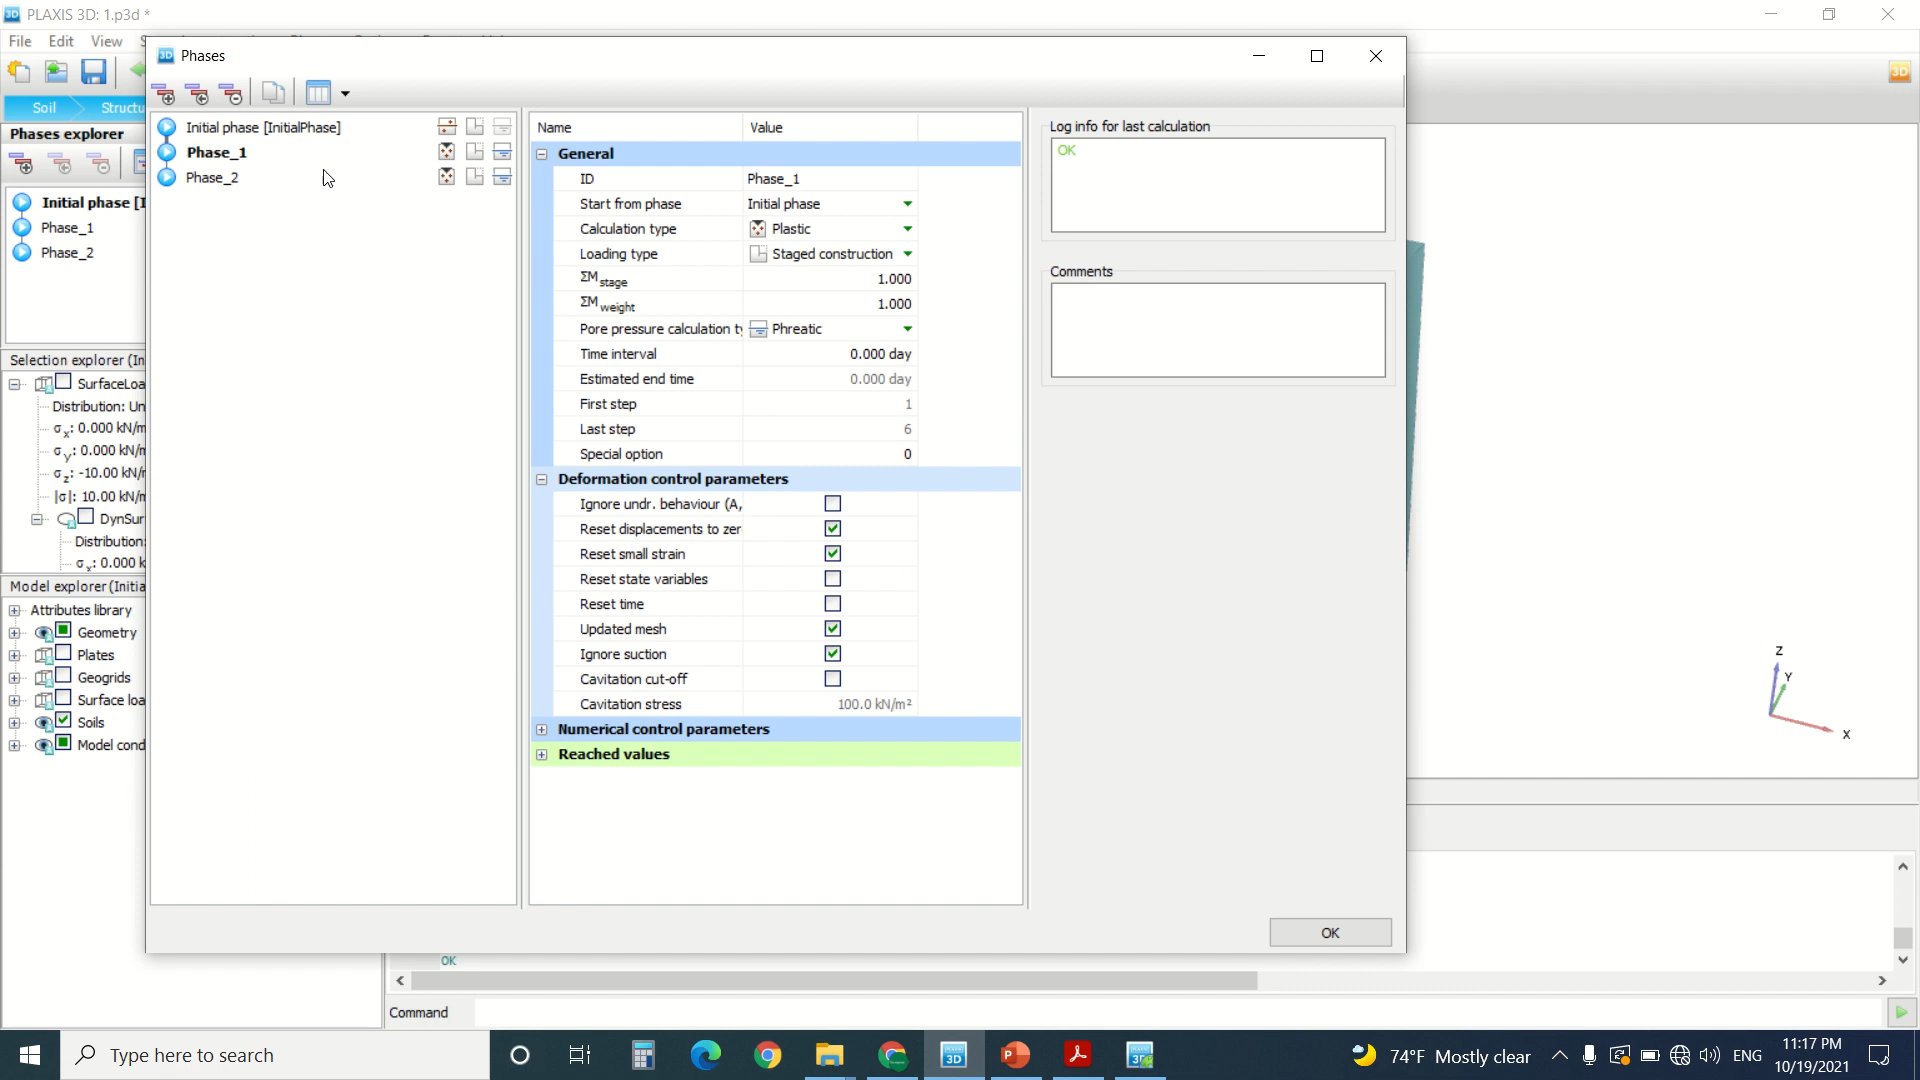 PLAXIS 3D: 1.p3d *
File Edit View
Phases
Soil
Structu
Phases explorer
Initial phase [I
Phase_1
Phase_2
Selection explorer (In
SurfaceLoa
Distribution: Un
σx: 0.000 kN/m
σy: 0.000 kN/m
σz: -10.00 kN/m
|σ|: 10.00 kN/m
DynSur
Distribution:
σx: 0.000 k
Model explorer (Initia
Attributes library
Geometry
Plates
Geogrids
Surface loa
Soils
Model cond
Initial phase [InitialPhase]
Phase_1
Phase_2
Name Value
General
ID Phase_1
Start from phase Initial phase
Calculation type Plastic
Loading type Staged construction
ΣM stage 1.000
ΣM weight 1.000
Pore pressure calculation ty Phreatic
Time interval 0.000 day
Estimated end time 0.000 day
First step 1
Last step 6
Special option 0
Deformation control parameters
Ignore undr. behaviour (A,
Reset displacements to zer
Reset small strain
Reset state variables
Reset time
Updated mesh
Ignore suction
Cavitation cut-off
Cavitation stress 100.0 kN/m²
Numerical control parameters
Reached values
Log info for last calculation
OK
Comments
OK
3D
z
Y
X
OK
Command
Type here to search
74°F Mostly clear
ENG
11:17 PM
10/19/2021